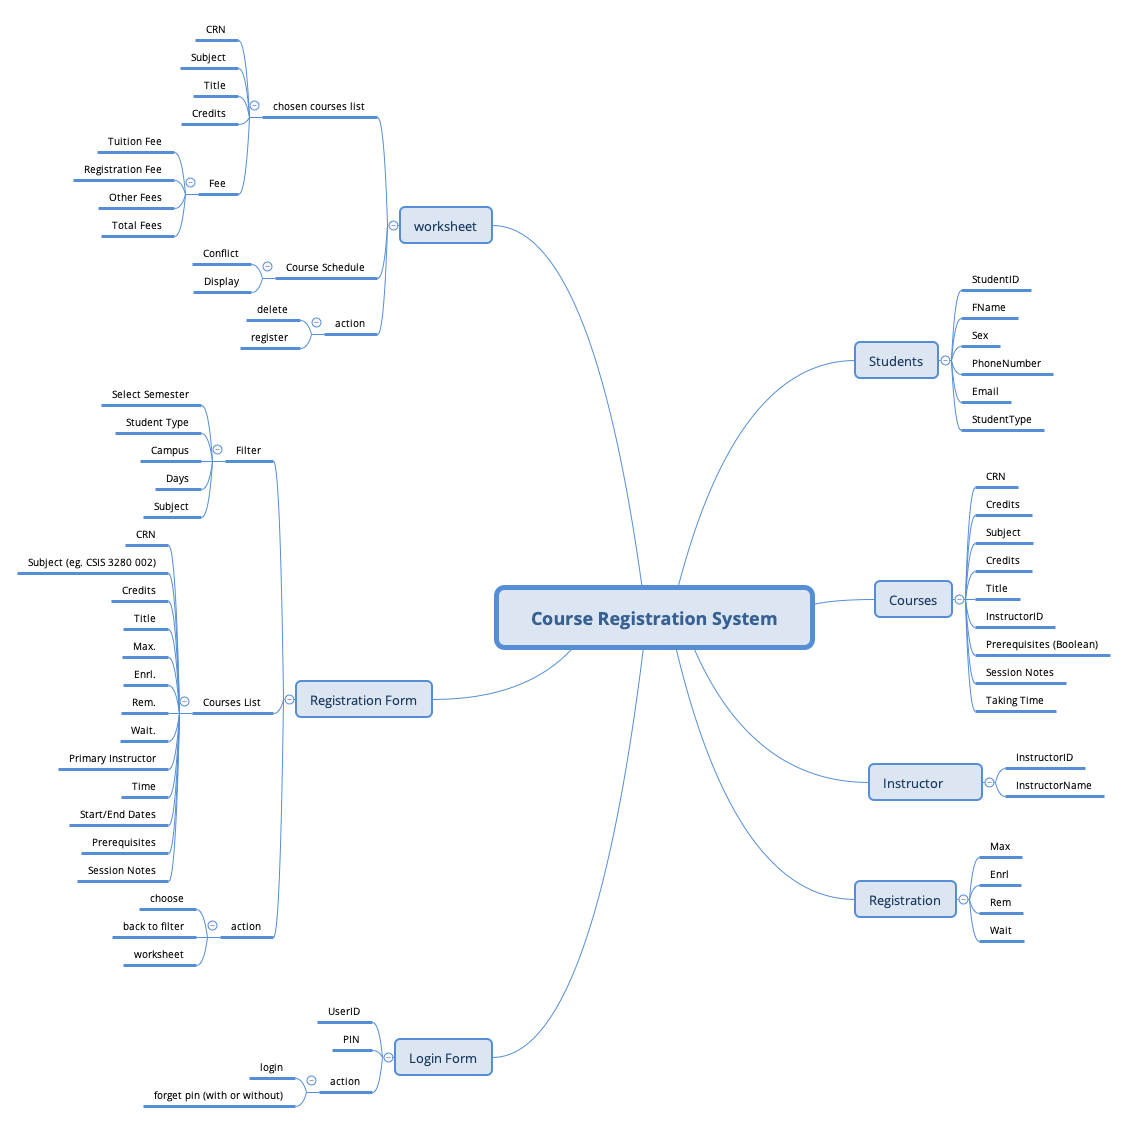 Course Registration System
worksheet
chosen courses list
CRN
Subject
Title
Credits
Fee
Tuition Fee
Registration Fee
Other Fees
Total Fees
Course Schedule
Conflict
Display
action
delete
register
Registration Form
Filter
Select Semester
Student Type
Campus
Days
Subject
Courses List
CRN
Subject (eg. CSIS 3280 002)
Credits
Title
Max.
Enrl.
Rem.
Wait.
Primary Instructor
Time
Start/End Dates
Prerequisites
Session Notes
action
choose
back to filter
worksheet
Login Form
UserID
PIN
action
login
forget pin (with or without)
Students
StudentID
FName
Sex
PhoneNumber
Email
StudentType
Courses
CRN
Credits
Subject
Credits
Title
InstructorID
Prerequisites (Boolean)
Session Notes
Taking Time
Instructor
InstructorID
InstructorName
Registration
Max
Enrl
Rem
Wait